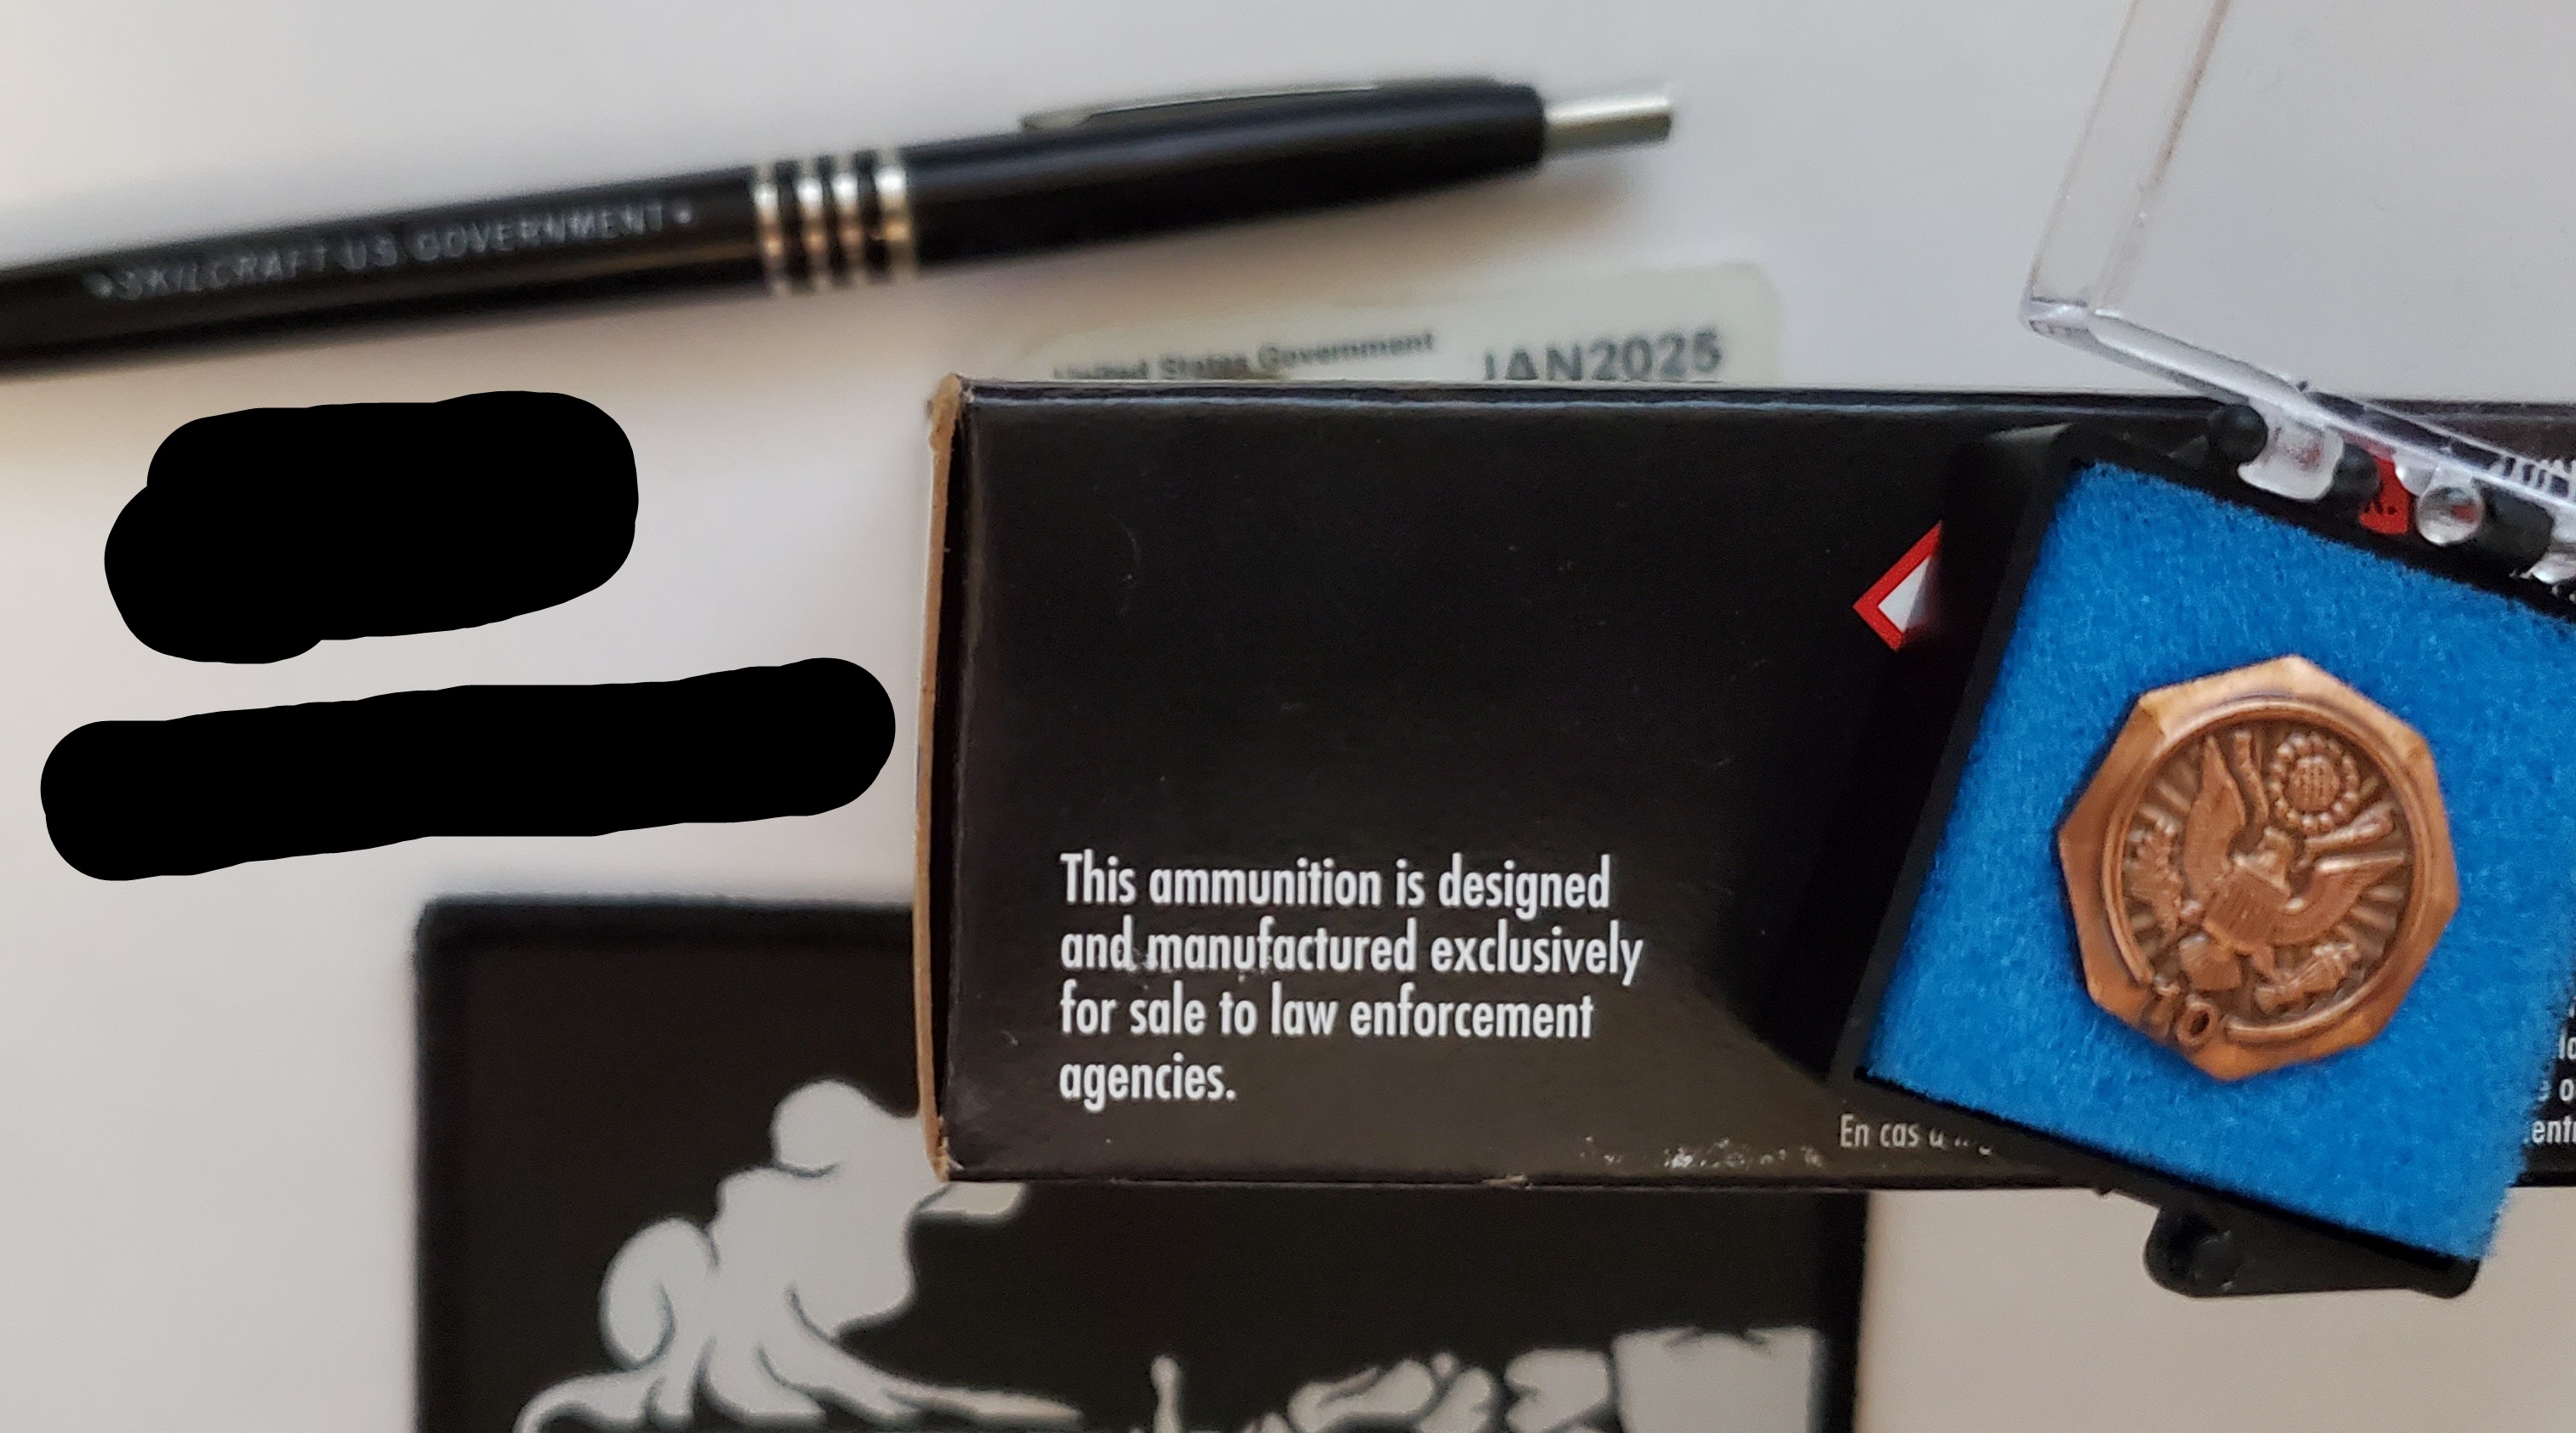 SKILCRAFT U.S. GOVERNMENT
United States Government
JAN2025
This ammunition is designed
and manufactured exclusively
for sale to law enforcement
agencies.
En cas
10